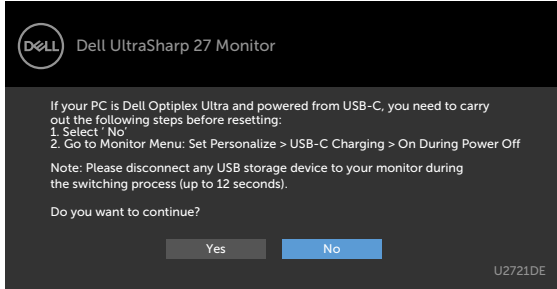 DELL
Dell UltraSharp 27 Monitor
If your PC is Dell Optiplex Ultra and powered from USB-C, you need to carry
out the following steps before resetting:
1. Select ‘ No’
2. Go to Monitor Menu: Set Personalize > USB-C Charging > On During Power Off
Note: Please disconnect any USB storage device to your monitor during
the switching process (up to 12 seconds).
Do you want to continue?
Yes
No
U2721DE